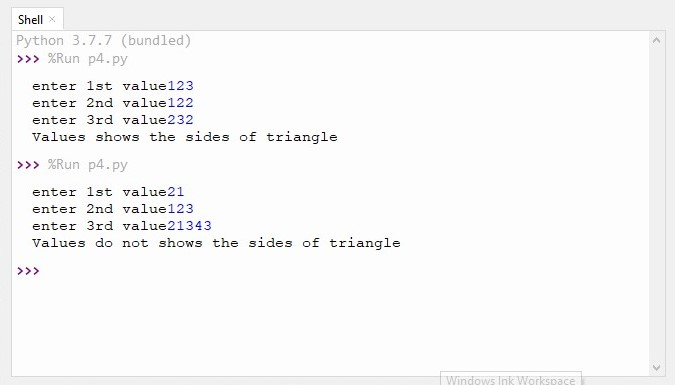 Shell ×
Python 3.7.7 (bundled)
>>> %Run p4.py
enter 1st value123
enter 2nd value122
enter 3rd value232
Values shows the sides of triangle
>>> %Run p4.py
enter 1st value21
enter 2nd value123
enter 3rd value21343
Values do not shows the sides of triangle
>>>
Windows Ink Workspace